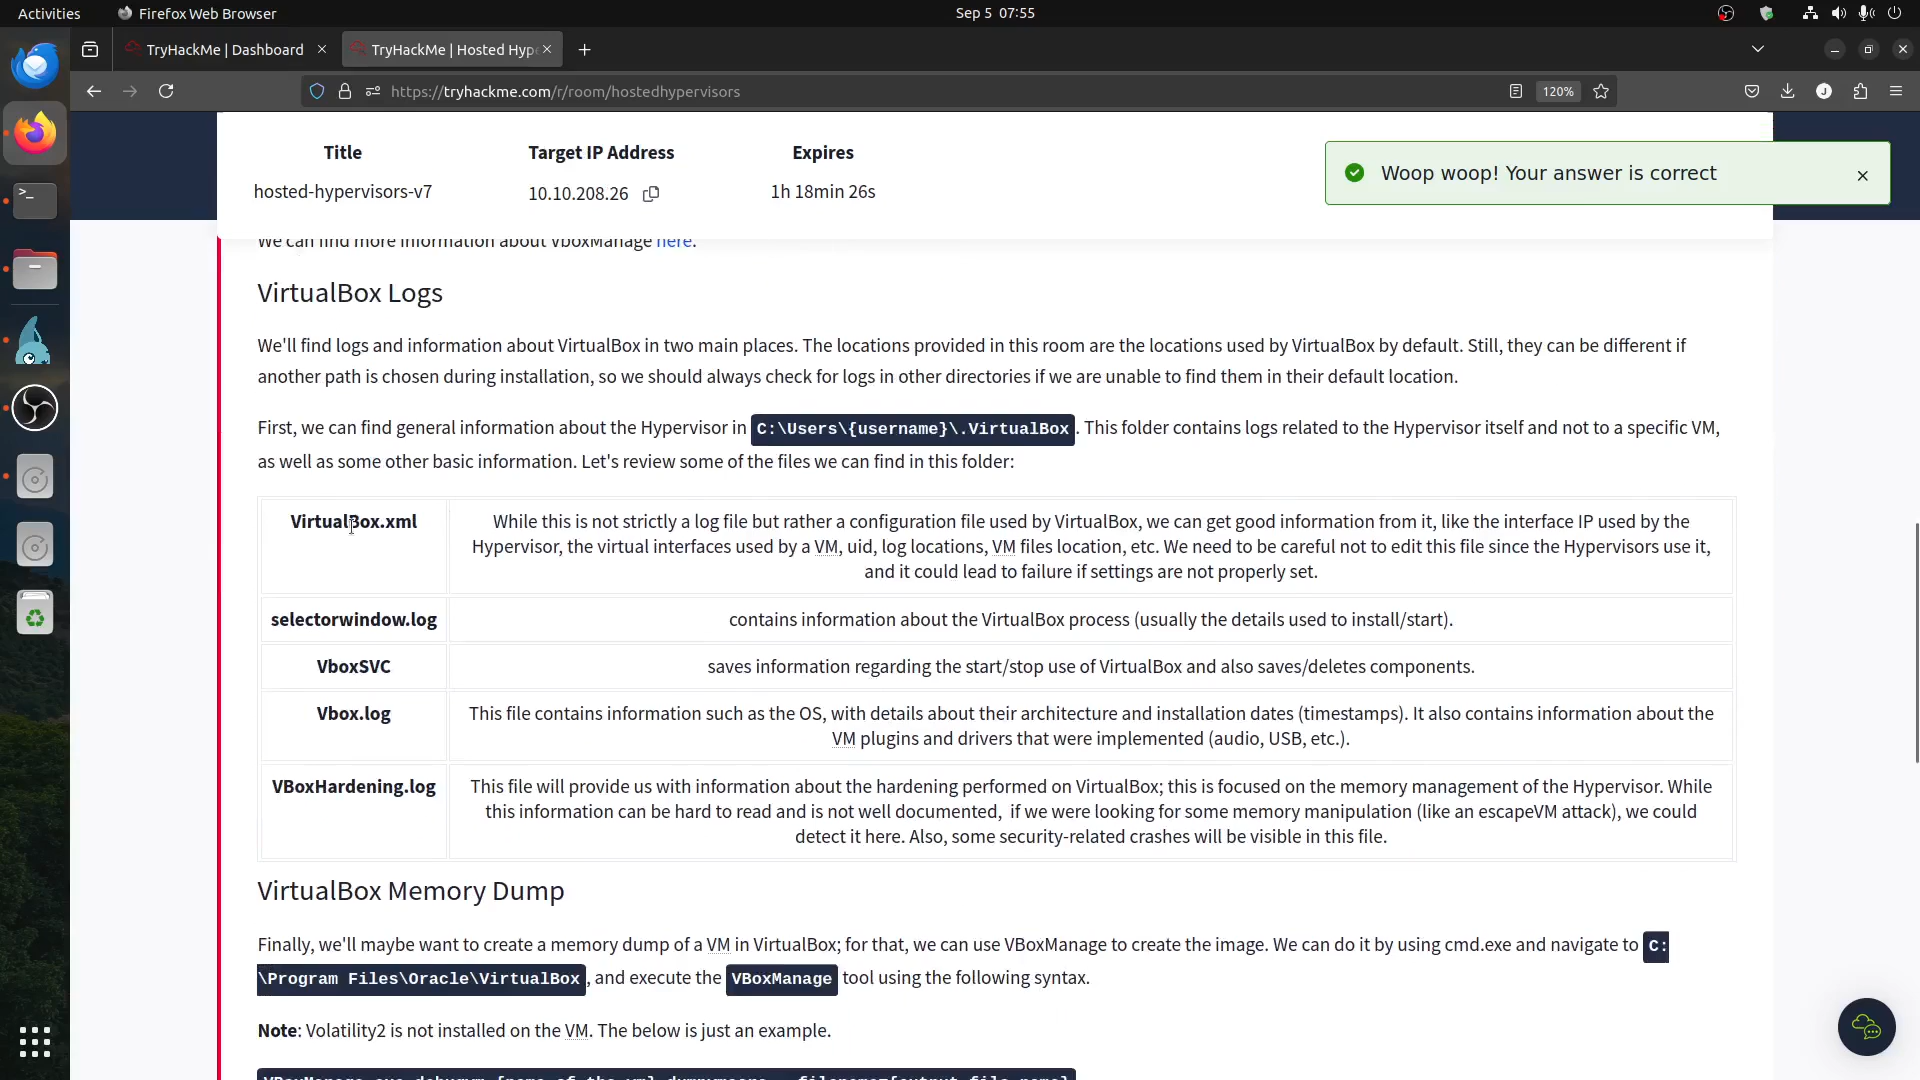 Activities
Firefox Web Browser
Sep 5 07:55
TryHackMe | Dashboard
TryHackMe | Hosted Hyp
https://tryhackme.com/r/room/hostedhypervisors
120%
J
Title
Target IP Address
Expires
hosted-hypervisors-v7
10.10.208.26
1h 18min 26s
Woop woop! Your answer is correct
We can find more information about VboxManage here.
VirtualBox Logs
We'll find logs and information about VirtualBox in two main places. The locations provided in this room are the locations used by VirtualBox by default. Still, they can be different if
another path is chosen during installation, so we should always check for logs in other directories if we are unable to find them in their default location.
First, we can find general information about the Hypervisor in C:\Users\{username}\.VirtualBox. This folder contains logs related to the Hypervisor itself and not to a specific VM,
as well as some other basic information. Let's review some of the files we can find in this folder:
VirtualBox.xml
While this is not strictly a log file but rather a configuration file used by VirtualBox, we can get good information from it, like the interface IP used by the
Hypervisor, the virtual interfaces used by a VM, uid, log locations, VM files location, etc. We need to be careful not to edit this file since the Hypervisors use it,
and it could lead to failure if settings are not properly set.
selectorwindow.log
contains information about the VirtualBox process (usually the details used to install/start).
VboxSVC
saves information regarding the start/stop use of VirtualBox and also saves/deletes components.
Vbox.log
This file contains information such as the OS, with details about their architecture and installation dates (timestamps). It also contains information about the
VM plugins and drivers that were implemented (audio, USB, etc.).
VBoxHardening.log
This file will provide us with information about the hardening performed on VirtualBox; this is focused on the memory management of the Hypervisor. While
this information can be hard to read and is not well documented, if we were looking for some memory manipulation (like an escapeVM attack), we could
detect it here. Also, some security-related crashes will be visible in this file.
VirtualBox Memory Dump
Finally, we'll maybe want to create a memory dump of a VM in VirtualBox; for that, we can use VBoxManage to create the image. We can do it by using cmd.exe and navigate to C:
\Program Files\Oracle\VirtualBox, and execute the VBoxManage tool using the following syntax.
Note: Volatility2 is not installed on the VM. The below is just an example.